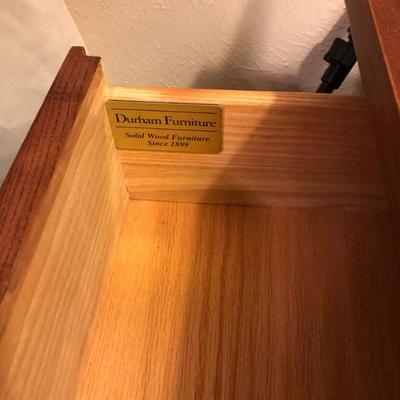 Durham Furniture
Solid Wood Furniture
Since 1899